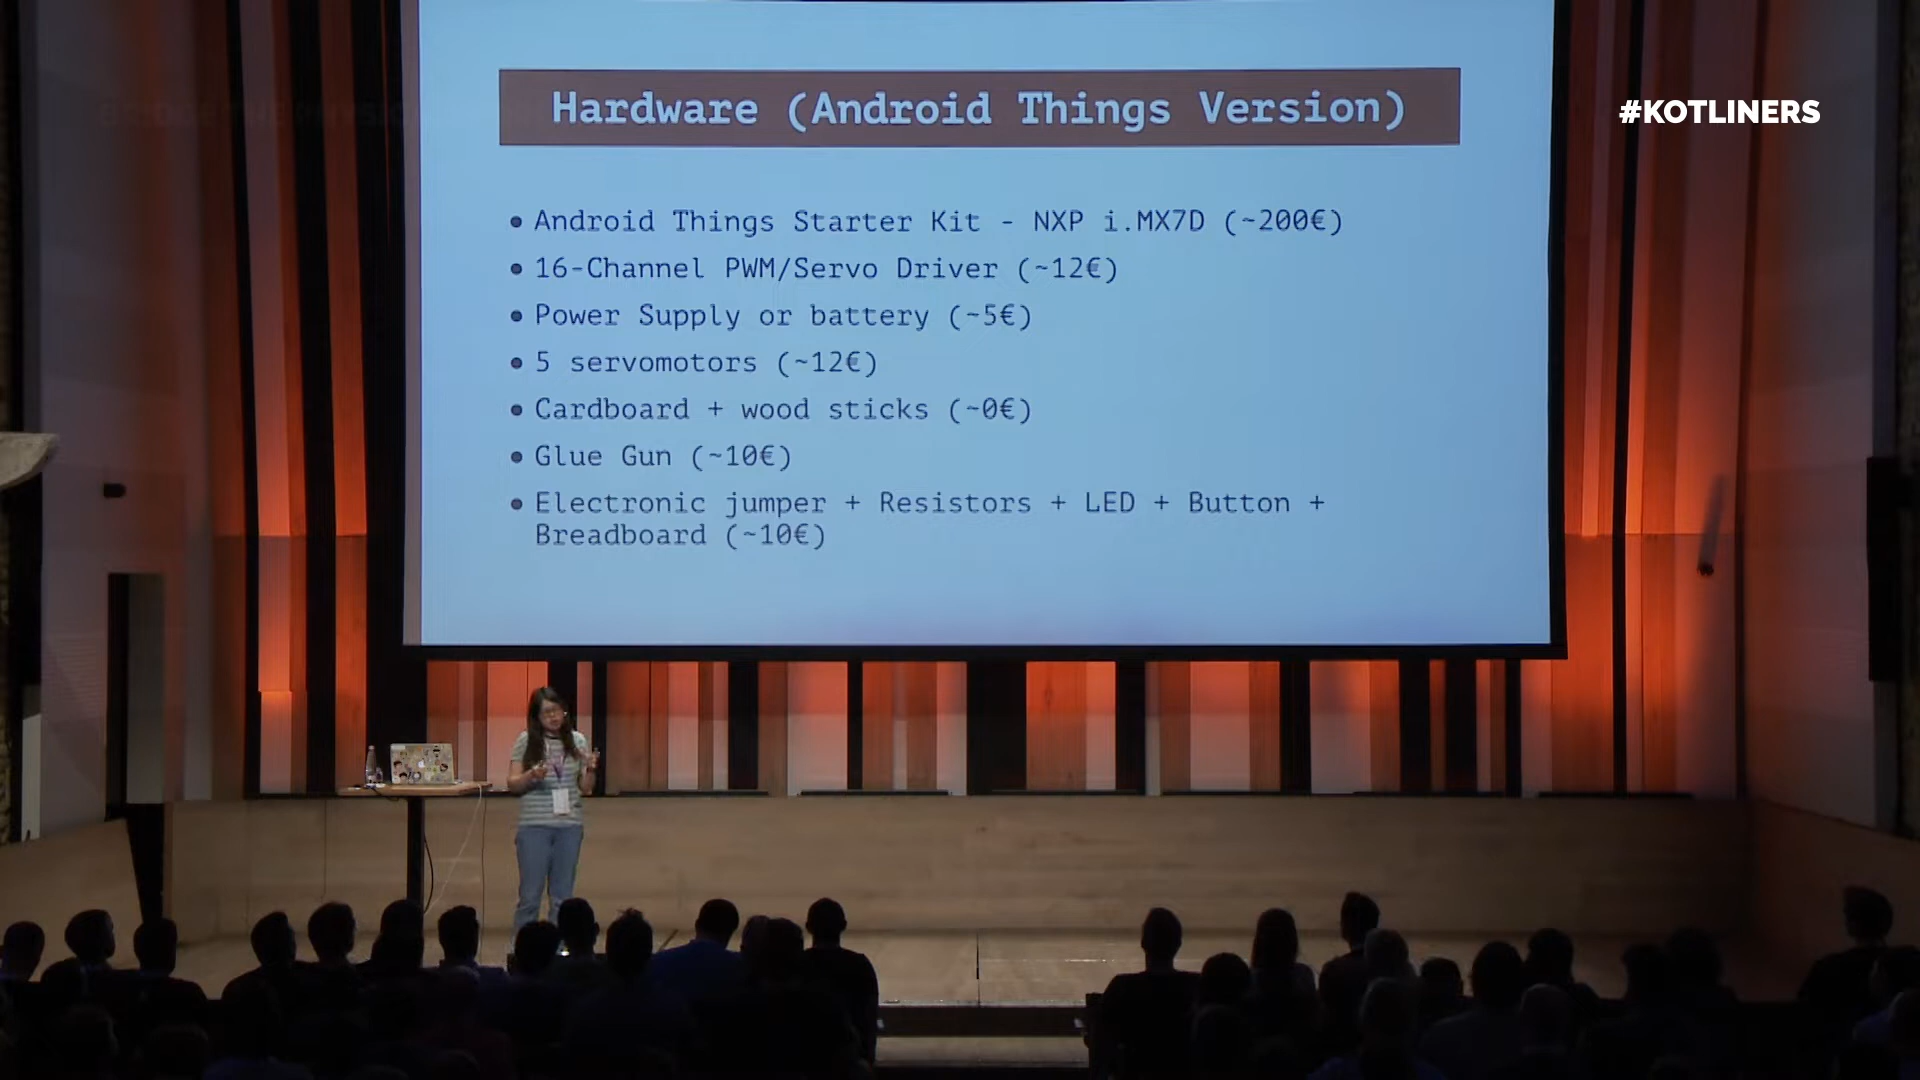 Hardware (Android Things Version)
#KOTLINERS
• Android Things Starter Kit - NXP i.MX7D (~200€)
• 16-Channel PWM/Servo Driver (~12€)
• Power Supply or battery (~5€)
• 5 servomotors (~12€)
• Cardboard + wood sticks (~0€)
• Glue Gun (~10€)
• Electronic jumper + Resistors + LED + Button +
Breadboard (~10€)